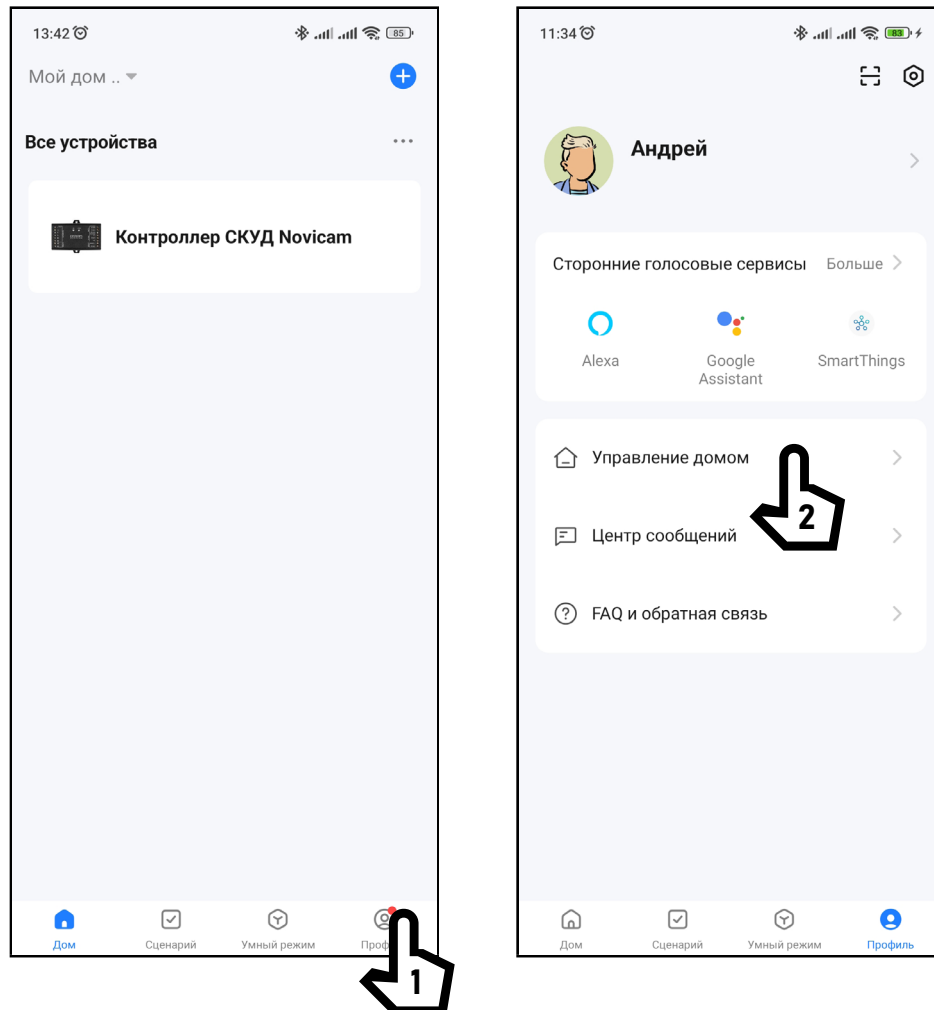 13:42
85
Мой дом ..
Все устройства
Контроллер СКУД Novicam
Дом
Сценарий
Умный режим
1
11:34
83
Андрей
Сторонние голосовые сервисы Больше
Alexa
Google
Assistant
SmartThings
Управление домом
2
Центр сообщений
FAQ и обратная связь
Дом
Сценарий
Умный режим
Профиль